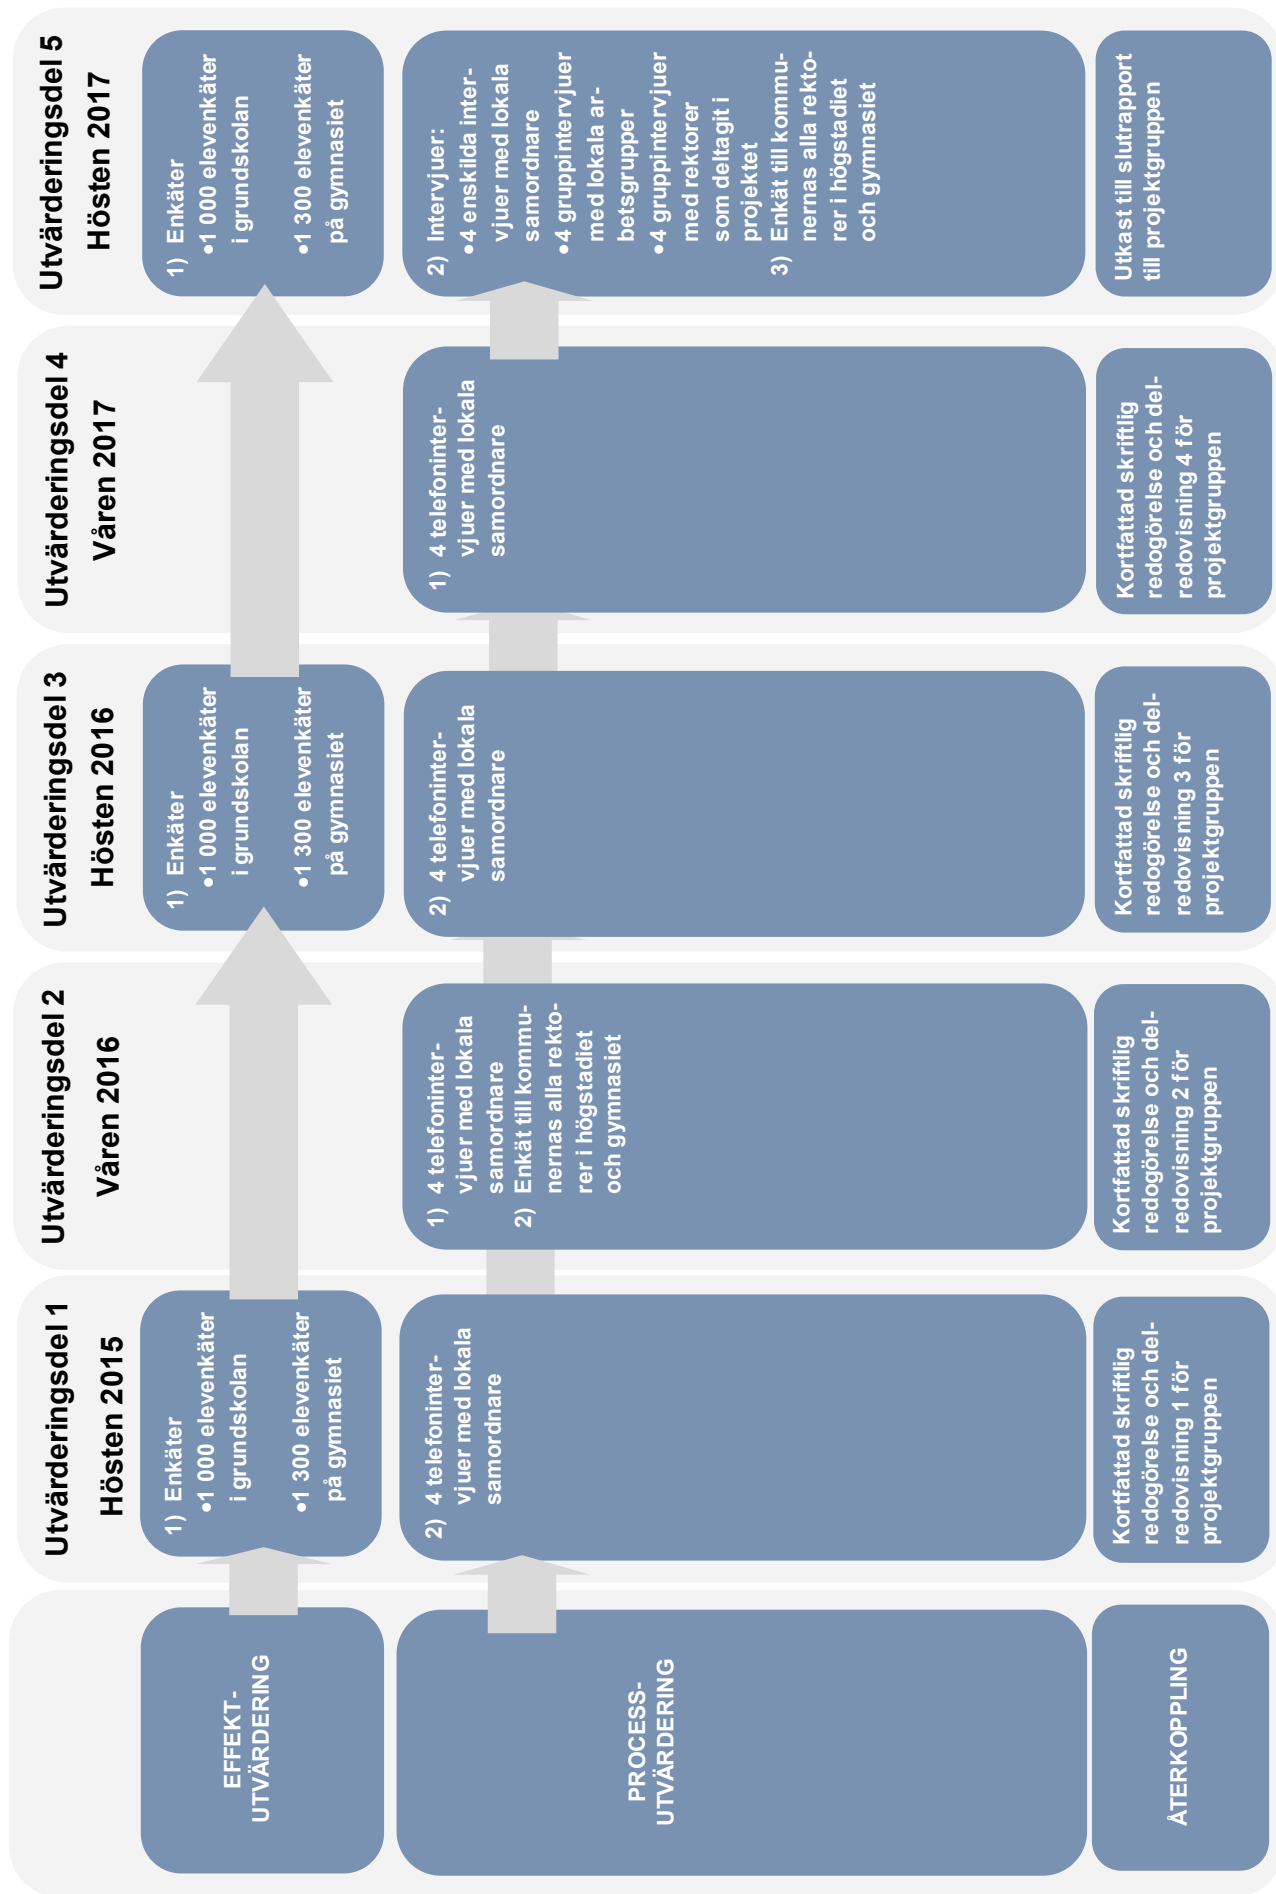 EFFEKT-
UTVÄRDERING
PROCESS-
UTVÄRDERING
ÅTERKOPPLING
Utvärderingsdel 1
Hösten 2015
1) Enkäter
•1 000 elevenkäter
i grundskolan
•1 300 elevenkäter
på gymnasiet
2) 4 telefoninter-
vjuer med lokala
samordnare
Kortfattad skriftlig
redogörelse och del-
redovisning 1 för
projektgruppen
Utvärderingsdel 2
Våren 2016
1) 4 telefoninter-
vjuer med lokala
samordnare
2) Enkät till kommu-
nernas alla rekto-
rer i högstadiet
och gymnasiet
Kortfattad skriftlig
redogörelse och del-
redovisning 2 för
projektgruppen
Utvärderingsdel 3
Hösten 2016
1) Enkäter
•1 000 elevenkäter
i grundskolan
•1 300 elevenkäter
på gymnasiet
2) 4 telefoninter-
vjuer med lokala
samordnare
Kortfattad skriftlig
redogörelse och del-
redovisning 3 för
projektgruppen
Utvärderingsdel 4
Våren 2017
1) 4 telefoninter-
vjuer med lokala
samordnare
Kortfattad skriftlig
redogörelse och del-
redovisning 4 för
projektgruppen
Utvärderingsdel 5
Hösten 2017
1) Enkäter
•1 000 elevenkäter
i grundskolan
•1 300 elevenkäter
på gymnasiet
2) Intervjuer:
•4 enskilda inter-
vjuer med lokala
samordnare
•4 gruppintervjuer
med lokala ar-
betsgrupper
•4 gruppintervjuer
med rektorer
som deltagit i
projektet
3) Enkät till kommu-
nernas alla rekto-
rer i högstadiet
och gymnasiet
Utkast till slutrapport
till projektgruppen